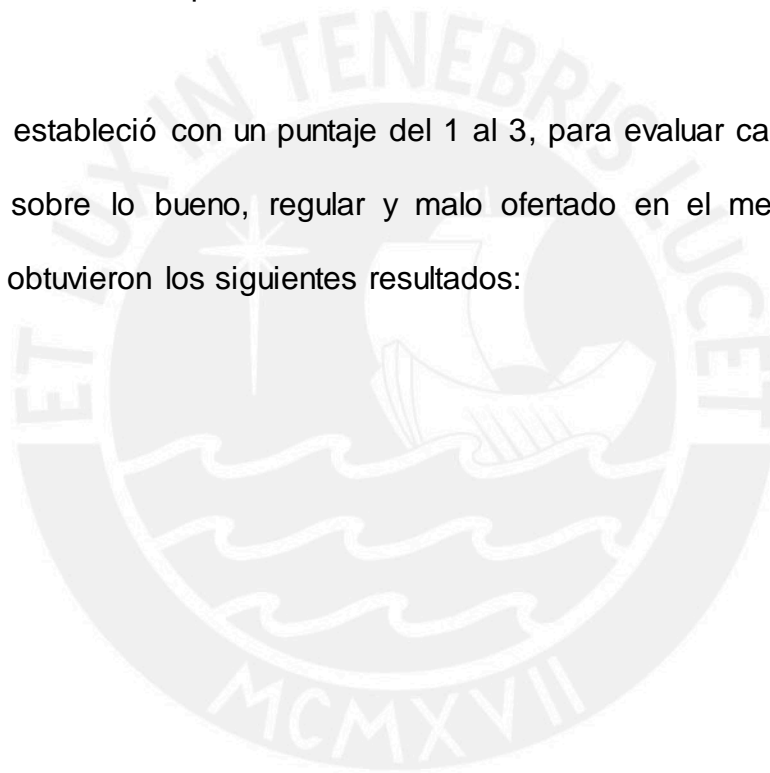 estableció con un puntaje del 1 al 3, para evaluar ca
sobre lo bueno, regular y malo ofertado en el me
obtuvieron los siguientes resultados:
ET LUX IN TENEBRIS LUCET
MCMXVII